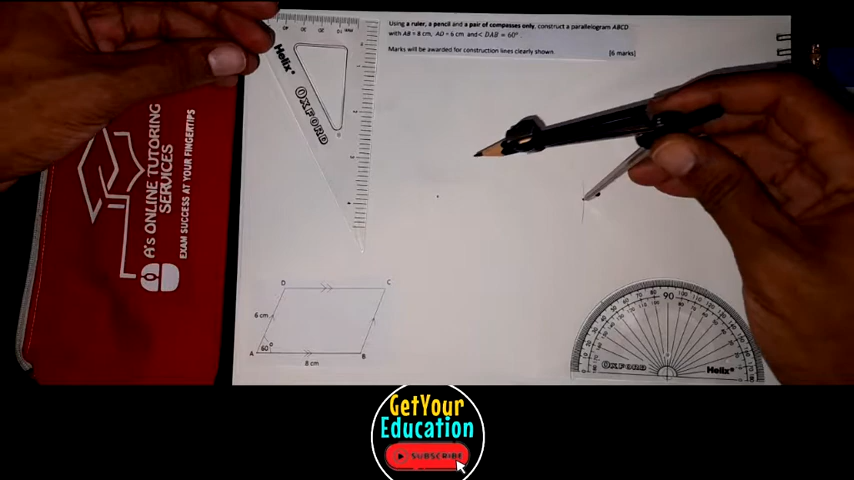 Using a ruler, a pencil and a pair of compasses only, construct a parallelogram ABCD
with AB = 8 cm, AD = 6 cm and < DAB = 60°.
Marks will be awarded for construction lines clearly shown.
[6 marks]
Helix
OXFORD
A's ONLINE TUTORING
SERVICES
EXAM SUCCESS AT YOUR FINGERTIPS
D
C
6 cm
60°
A
B
8 cm
90
OXFORD
Helix
GetYour
Education
SUBSCRIBE